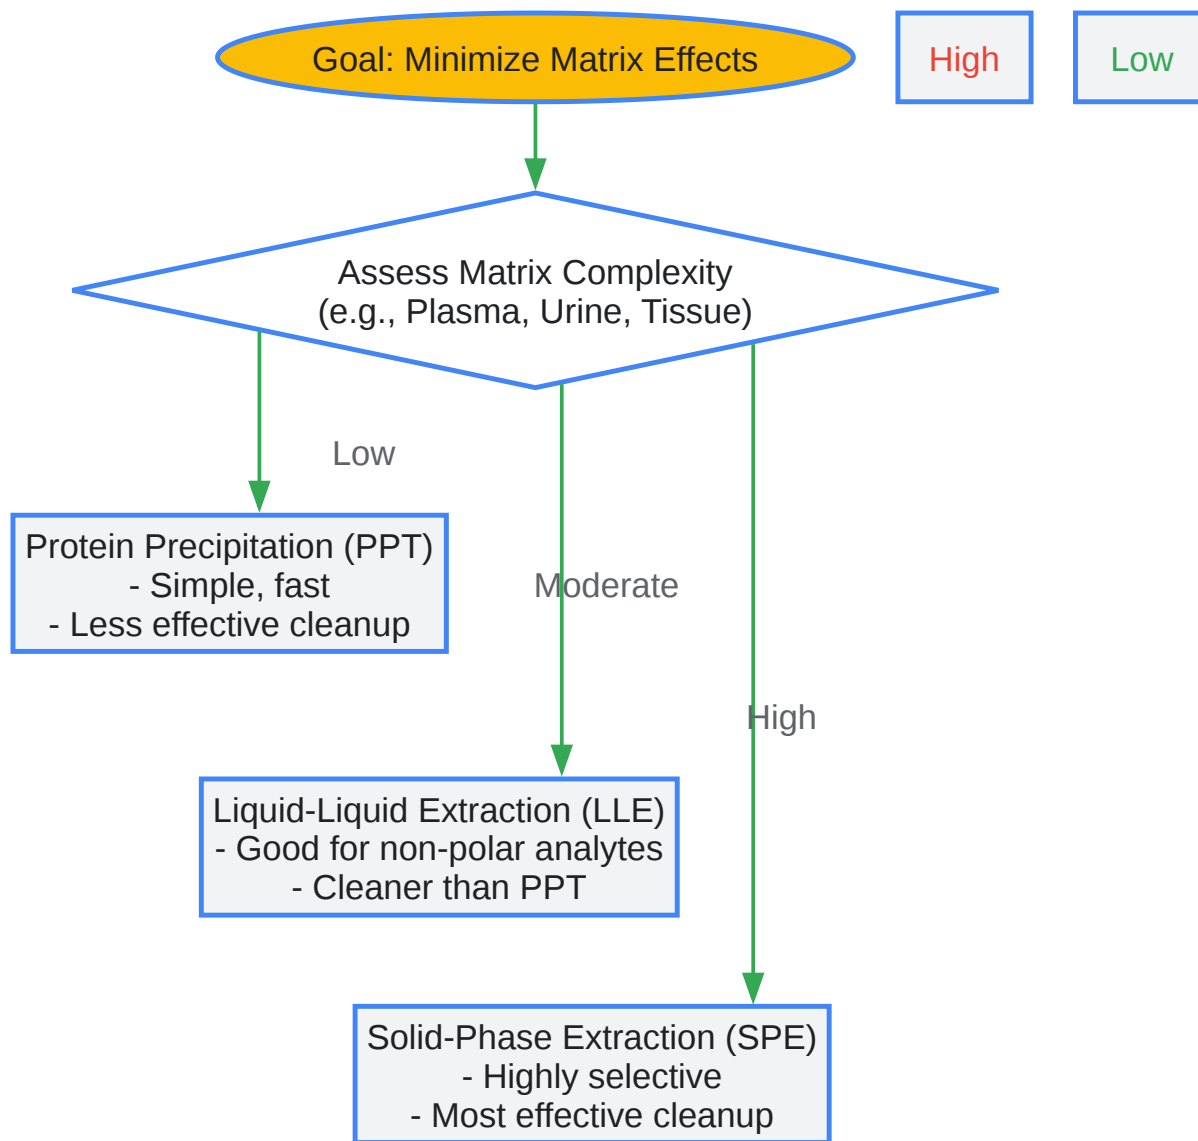 Goal: Minimize Matrix Effects
High
Low
Assess Matrix Complexity
(e.g., Plasma, Urine, Tissue)
Low
Protein Precipitation (PPT)
- Simple, fast
- Less effective cleanup
Moderate
High
Liquid-Liquid Extraction (LLE)
- Good for non-polar analytes
- Cleaner than PPT
Solid-Phase Extraction (SPE)
- Highly selective
- Most effective cleanup